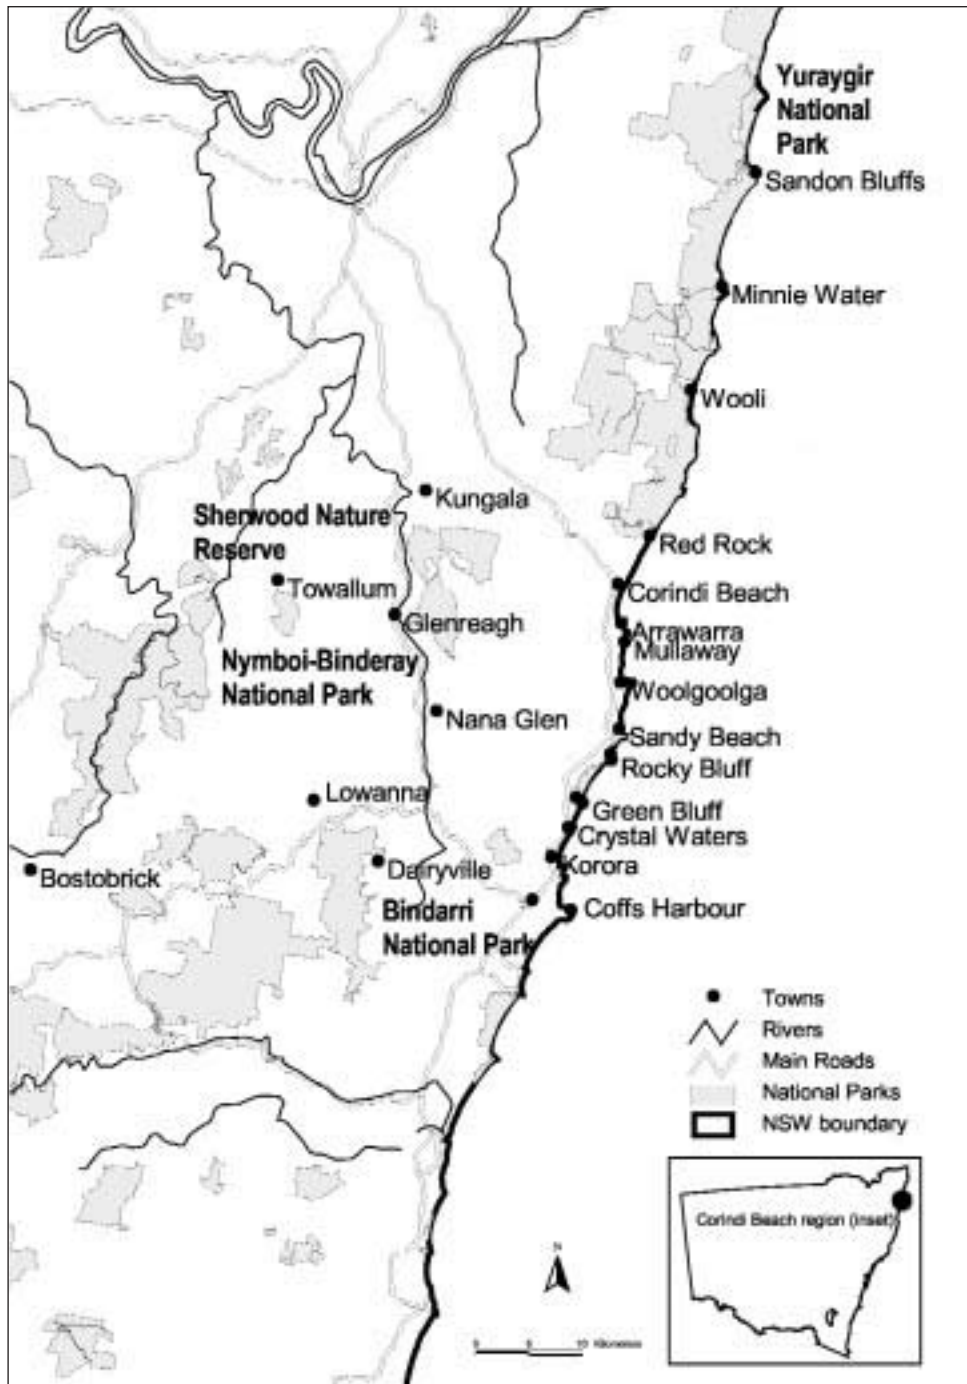 Yuraygir
National
Park
Sandon Bluffs
Minnie Water
Wooli
Kungala
Sherwood Nature
Reserve
Red Rock
Towallum
Corindi Beach
Glenreagh
Arrawarra
Mullaway
Nymboi-Binderay
National Park
Woolgoolga
Nana Glen
Sandy Beach
Rocky Bluff
Lowanna
Green Bluff
Crystal Waters
Korora
Dairyville
Bostobrick
Bindarri
National Park
Coffs Harbour
Towns
Rivers
Main Roads
National Parks
NSW boundary
Corindi Beach region (inset)
N
10 Kilometres